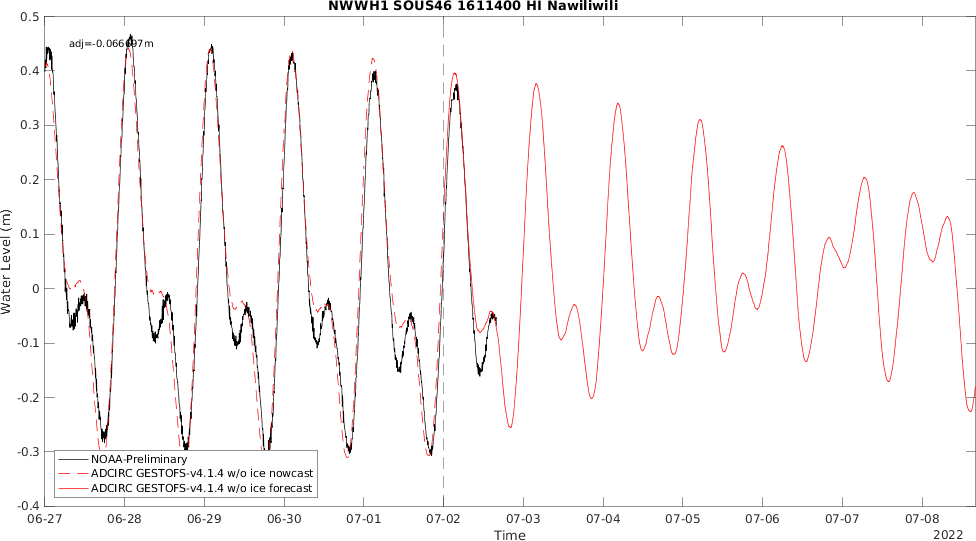 NWWH1 SOUS46 1611400 HI Nawiliwili
0.5
0.4
0.3
0.2
0.1
0
-0.1
-0.2
-0.3
-0.4
Water Level (m)
NOAA-Preliminary
ADCIRC GESTOFS-v4.1.4 w/o ice nowcast
ADCIRC GESTOFS-v4.1.4 w/o ice forecast
06-27 06-28 06-29 06-30 07-01 07-02 07-03 07-04 07-05 07-06 07-07 07-08
Time
2022